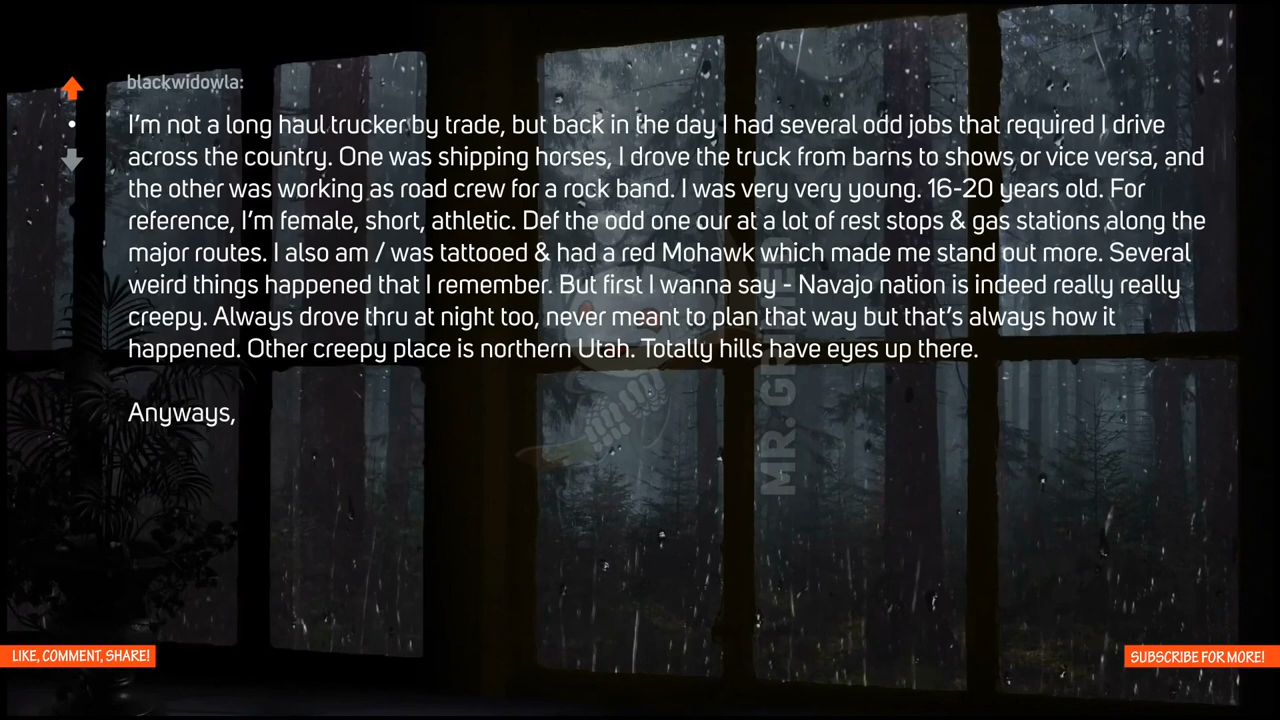 blackwidowla:
I'm not a long haul trucker by trade, but back in the day I had several odd jobs that required I drive
across the country. One was shipping horses, I drove the truck from barns to shows or vice versa, and
the other was working as road crew for a rock band. I was very very young. 16-20 years old. For
reference, I'm female, short, athletic. Def the odd one our at a lot of rest stops & gas stations along the
major routes. I also am / was tattooed & had a red Mohawk which made me stand out more. Several
weird things happened that I remember. But first I wanna say - Navajo nation is indeed really really
creepy. Always drove thru at night too, never meant to plan that way but that's always how it
happened. Other creepy place is northern Utah. Totally hills have eyes up there.
Anyways,
LIKE, COMMENT, SHARE!
SUBSCRIBE FOR MORE!